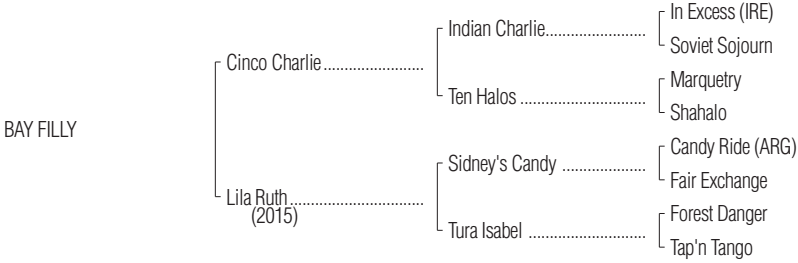 In Excess (IRE)
Indian Charlie.......................
Soviet Sojourn
Cinco Charlie.......................
Marquetry
Ten Halos ............................
Shahalo
BAY FILLY
Candy Ride (ARG)
Sidney's Candy ...................
Fair Exchange
Lila Ruth..............................
(2015)
Forest Danger
Tura Isabel ..........................
Tap'n Tango